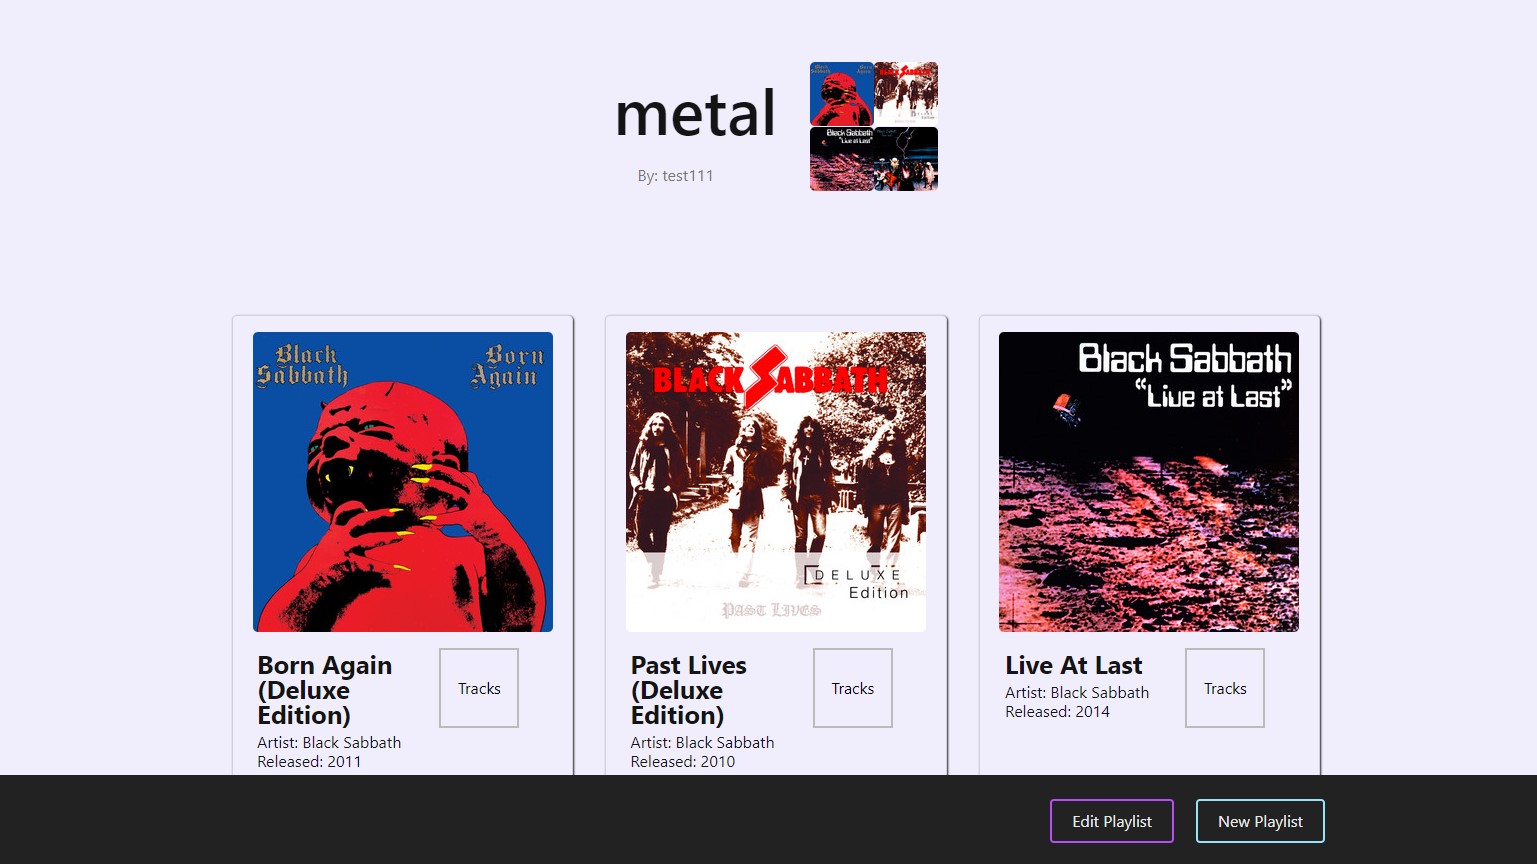 metal
By: test111
Black Sabbath
Born Again
BLACK SABBATH
DELUXE
Edition
PAST LIVES
Black Sabbath
"Live at Last"
Born Again (Deluxe Edition)
Artist: Black Sabbath
Released: 2011
Tracks
Past Lives (Deluxe Edition)
Artist: Black Sabbath
Released: 2010
Tracks
Live At Last
Artist: Black Sabbath
Released: 2014
Tracks
Edit Playlist
New Playlist